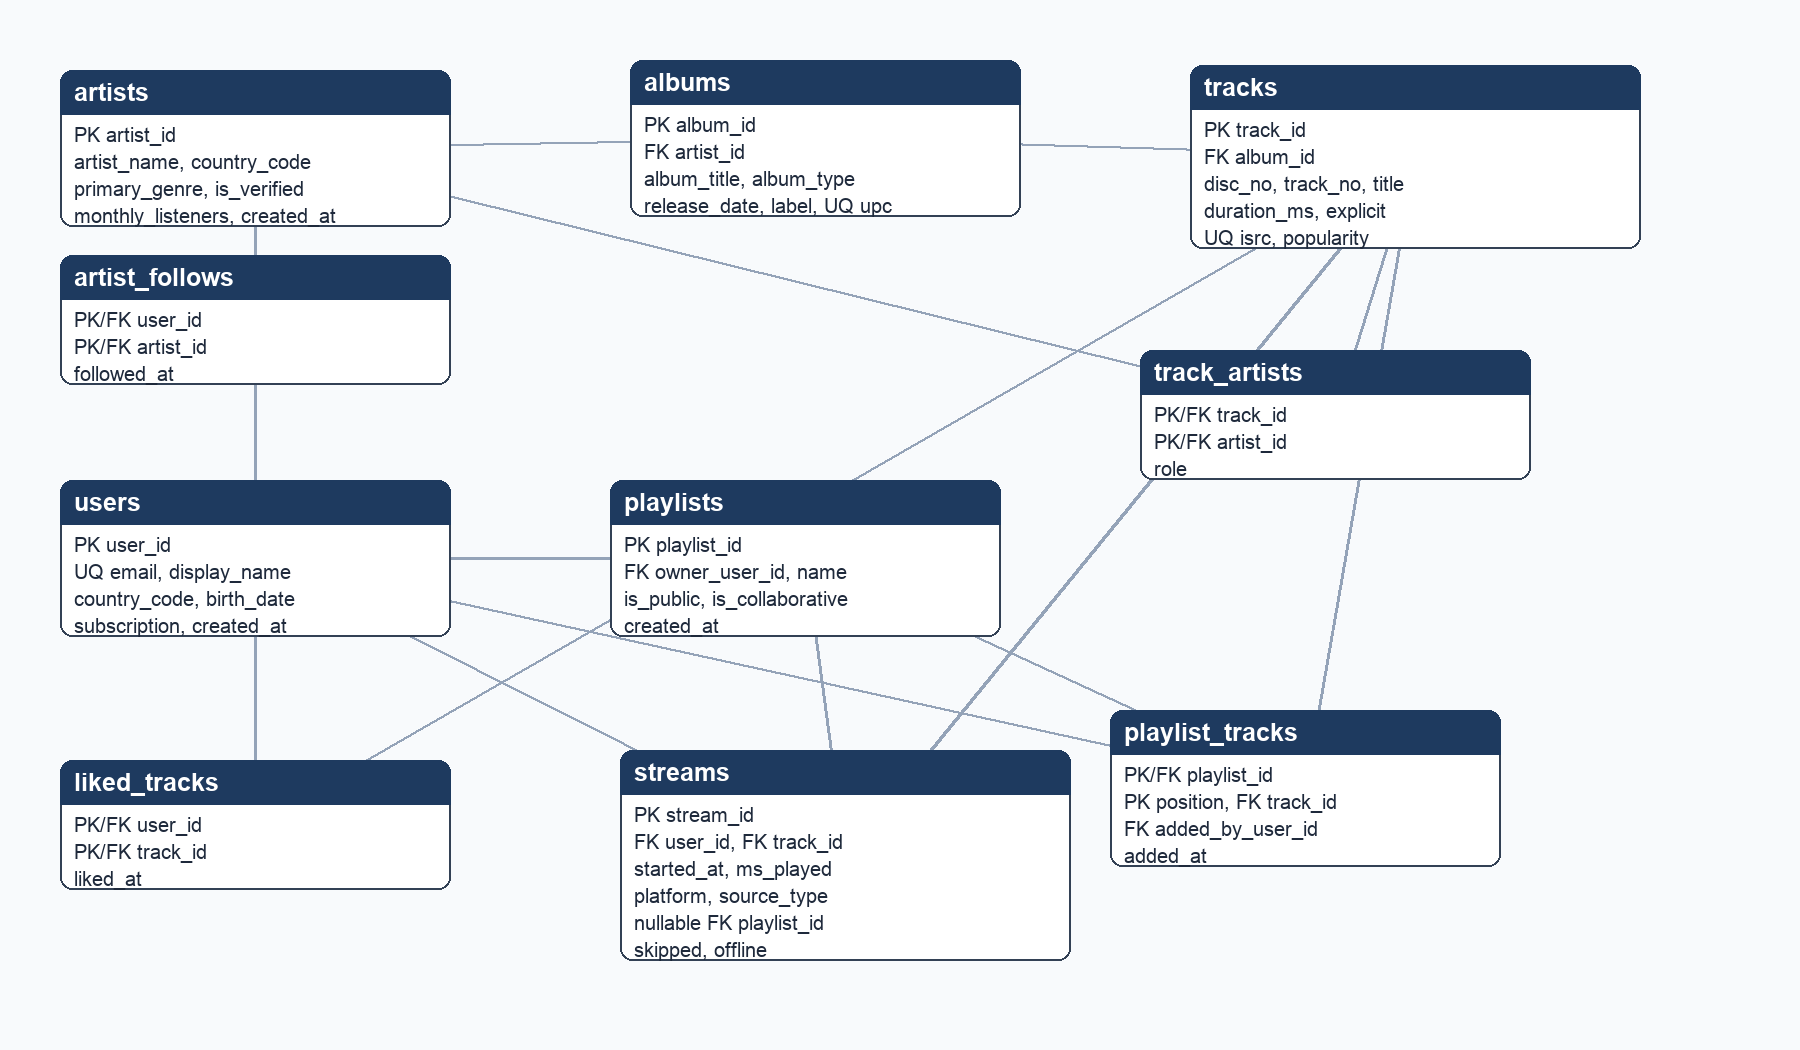 artists
PK artist_id
artist_name, country_code
primary_genre, is_verified
monthly_listeners, created_at
albums
PK album_id
FK artist_id
album_title, album_type
release_date, label, UQ upc
tracks
PK track_id
FK album_id
disc_no, track_no, title
duration_ms, explicit
UQ isrc, popularity
artist_follows
PK/FK user_id
PK/FK artist_id
followed_at
track_artists
PK/FK track_id
PK/FK artist_id
role
users
PK user_id
UQ email, display_name
country_code, birth_date
subscription, created_at
playlists
PK playlist_id
FK owner_user_id, name
is_public, is_collaborative
created_at
liked_tracks
PK/FK user_id
PK/FK track_id
liked_at
streams
PK stream_id
FK user_id, FK track_id
started_at, ms_played
platform, source_type
nullable FK playlist_id
skipped, offline
playlist_tracks
PK/FK playlist_id
PK position, FK track_id
FK added_by_user_id
added_at